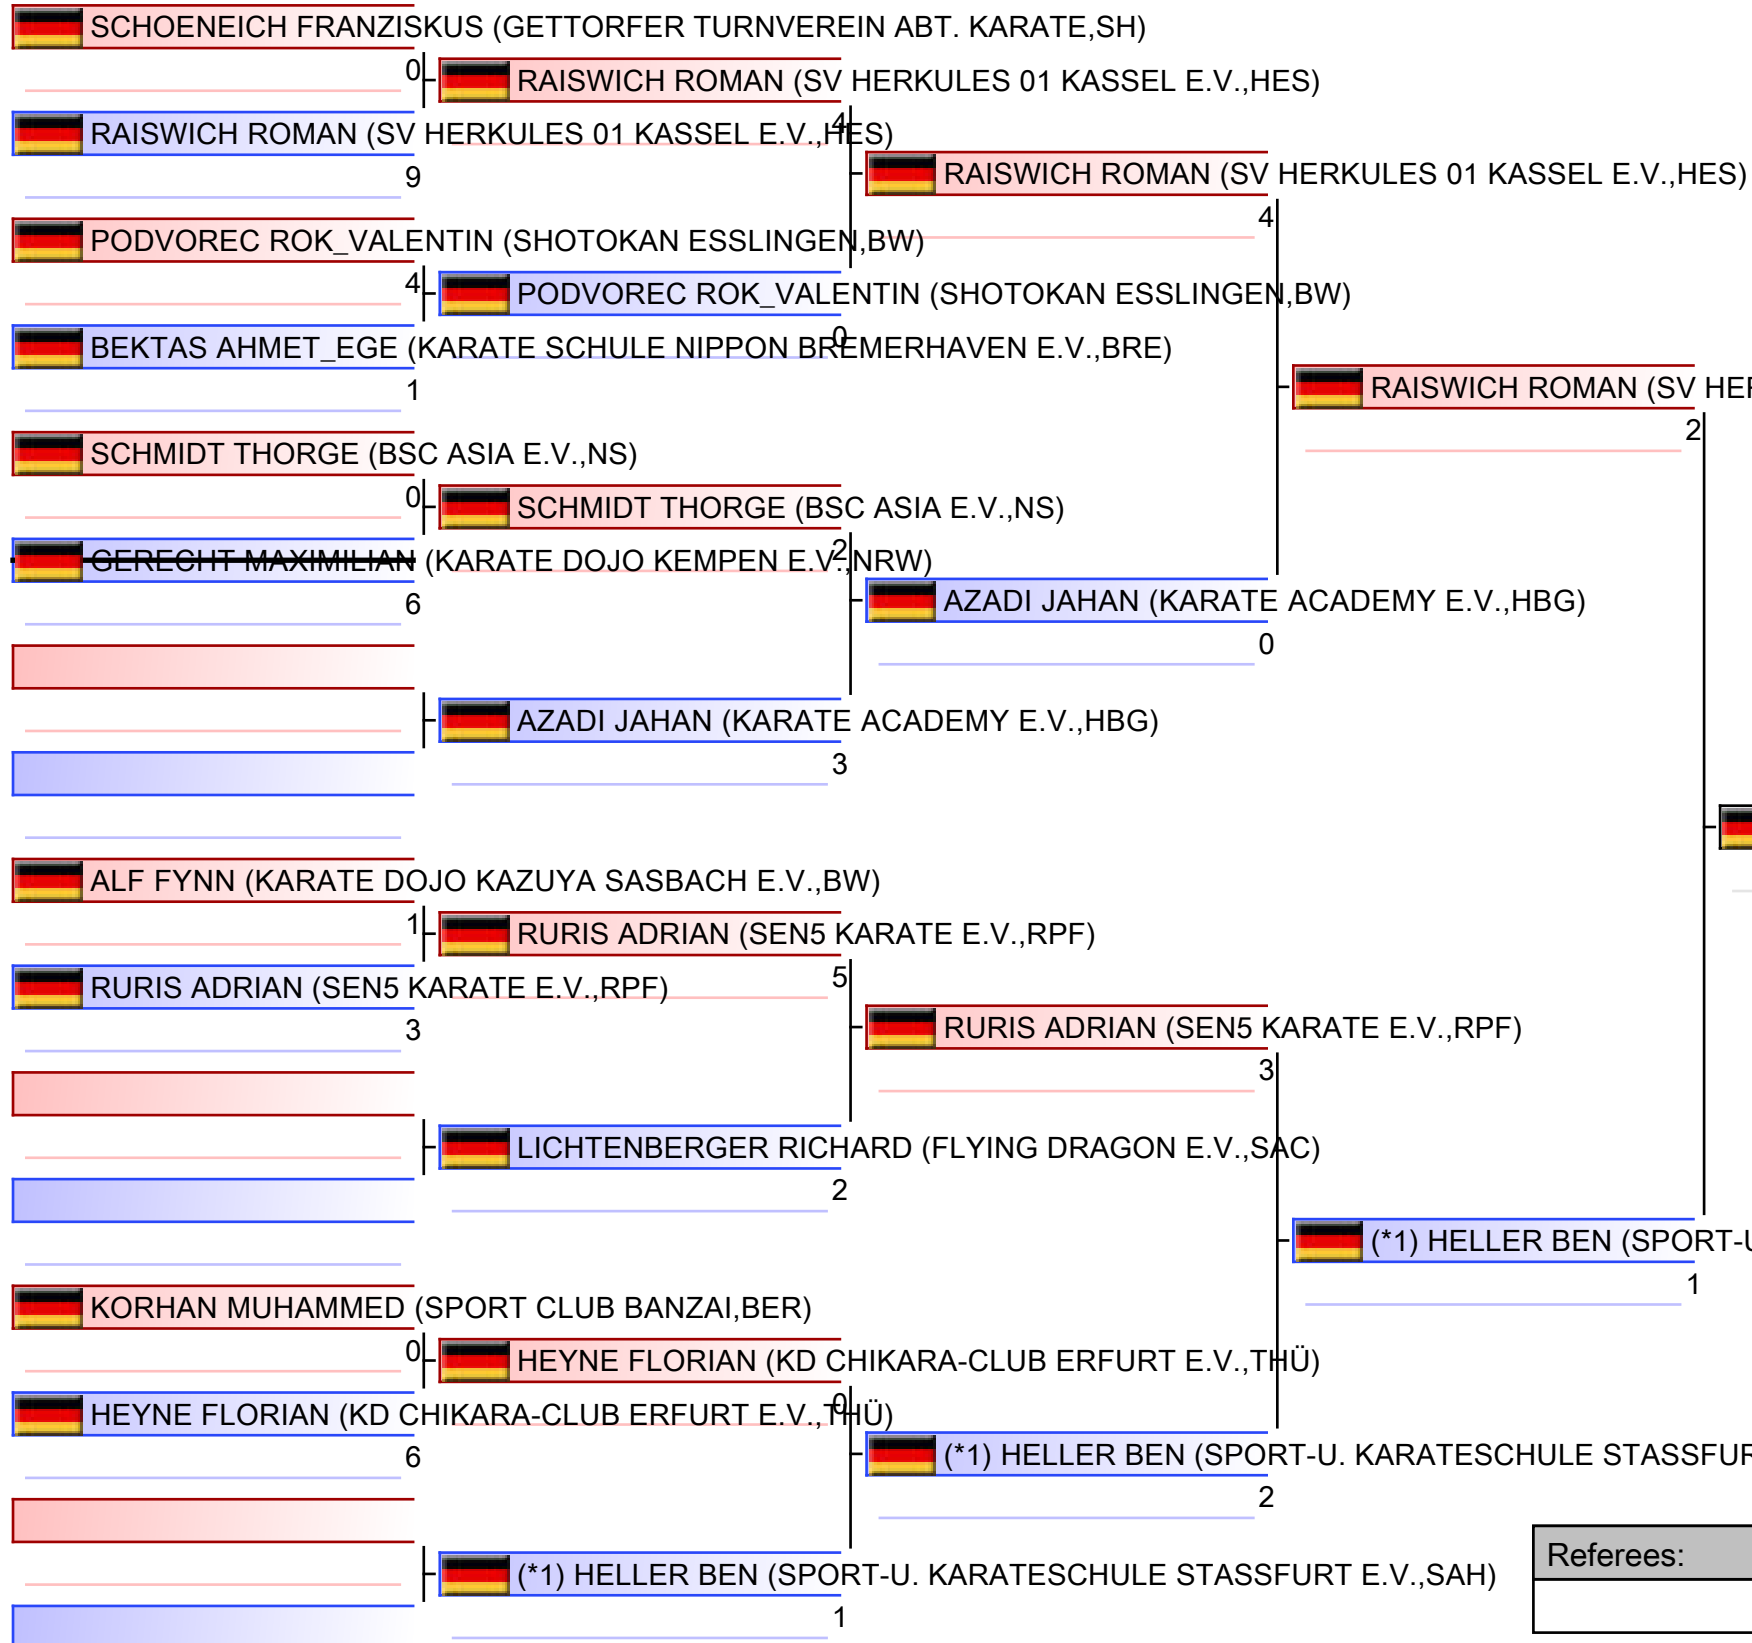 SCHOENEICH FRANZISKUS (GETTORFER TURNVEREIN ABT. KARATE,SH)
0
RAISWICH ROMAN (SV HERKULES 01 KASSEL E.V.,HES)
RAISWICH ROMAN (SV HERKULES 01 KASSEL E.V.,HES)
4
9
RAISWICH ROMAN (SV HERKULES 01 KASSEL E.V.,HES)
4
PODVOREC ROK_VALENTIN (SHOTOKAN ESSLINGEN,BW)
4
PODVOREC ROK_VALENTIN (SHOTOKAN ESSLINGEN,BW)
0
BEKTAS AHMET_EGE (KARATE SCHULE NIPPON BREMERHAVEN E.V.,BRE)
1
RAISWICH ROMAN (SV HER
2
SCHMIDT THORGE (BSC ASIA E.V.,NS)
0
SCHMIDT THORGE (BSC ASIA E.V.,NS)
2
GERECHT MAXIMILIAN (KARATE DOJO KEMPEN E.V.,NRW)
6
AZADI JAHAN (KARATE ACADEMY E.V.,HBG)
0
AZADI JAHAN (KARATE ACADEMY E.V.,HBG)
3
ALF FYNN (KARATE DOJO KAZUYA SASBACH E.V.,BW)
1
RURIS ADRIAN (SEN5 KARATE E.V.,RPF)
5
RURIS ADRIAN (SEN5 KARATE E.V.,RPF)
3
RURIS ADRIAN (SEN5 KARATE E.V.,RPF)
3
LICHTENBERGER RICHARD (FLYING DRAGON E.V.,SAC)
2
(*1) HELLER BEN (SPORT-U
1
KORHAN MUHAMMED (SPORT CLUB BANZAI,BER)
0
HEYNE FLORIAN (KD CHIKARA-CLUB ERFURT E.V.,THÜ)
0
HEYNE FLORIAN (KD CHIKARA-CLUB ERFURT E.V.,THÜ)
6
(*1) HELLER BEN (SPORT-U. KARATESCHULE STASSFUR
2
(*1) HELLER BEN (SPORT-U. KARATESCHULE STASSFURT E.V.,SAH)
1
Referees: